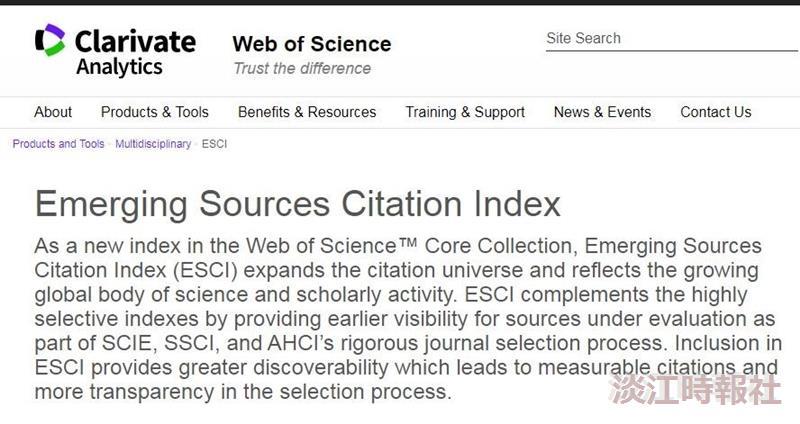 Clarivate
Analytics
Web of Science
Trust the difference
Site Search
About Products & Tools Benefits & Resources Training & Support News & Events Contact Us
Products and Tools · Multidisciplinary · ESCI
Emerging Sources Citation Index
As a new index in the Web of Science™ Core Collection, Emerging Sources
Citation Index (ESCI) expands the citation universe and reflects the growing
global body of science and scholarly activity. ESCI complements the highly
selective indexes by providing earlier visibility for sources under evaluation as
part of SCIE, SSCI, and AHCI's rigorous journal selection process. Inclusion in
ESCI provides greater discoverability which leads to measurable citations and
more transparency in the selection process.
淡江時報社